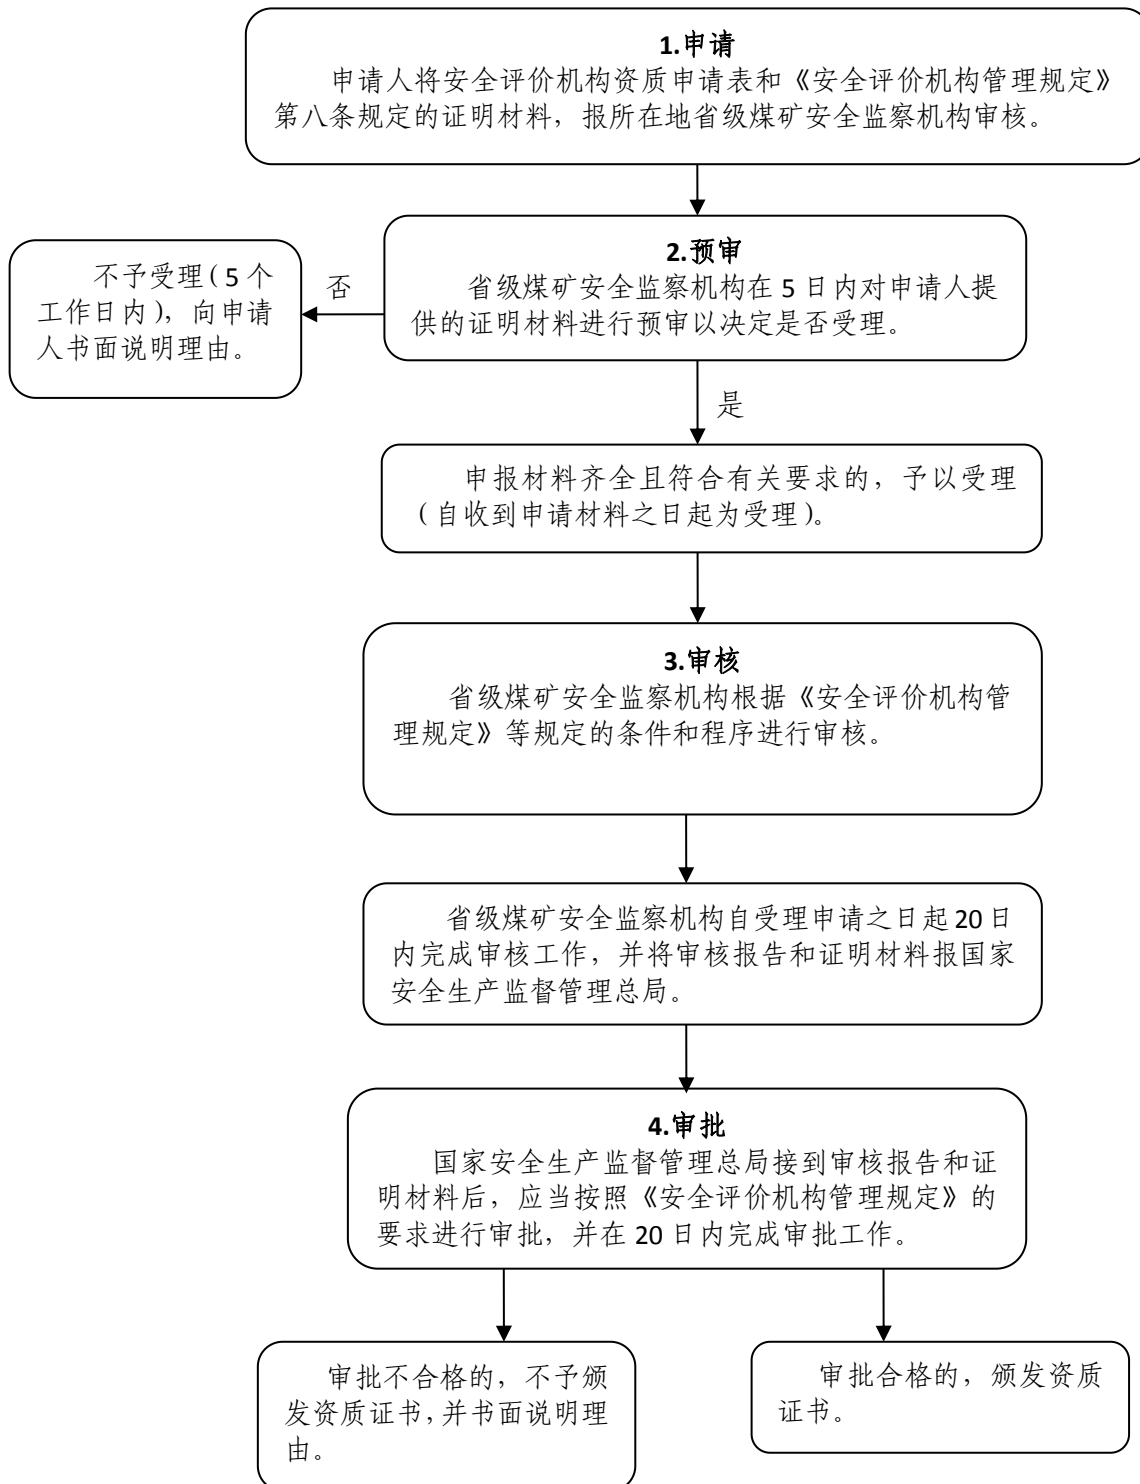 1.申请
申请人将安全评价机构资质申请表和《安全评价机构管理规定》
第八条规定的证明材料，报所在地省级煤矿安全监察机构审核。
2.预审
省级煤矿安全监察机构在 5 日内对申请人提
供的证明材料进行预审以决定是否受理。
否
不予受理（5 个
工作日内），向申请
人书面说明理由。
是
申报材料齐全且符合有关要求的，予以受理
（自收到申请材料之日起为受理）。
3.审核
省级煤矿安全监察机构根据《安全评价机构管
理规定》等规定的条件和程序进行审核。
省级煤矿安全监察机构自受理申请之日起 20 日
内完成审核工作，并将审核报告和证明材料报国家
安全生产监督管理总局。
4.审批
国家安全生产监督管理总局接到审核报告和证
明材料后，应当按照《安全评价机构管理规定》的
要求进行审批，并在 20 日内完成审批工作。
审批不合格的，不予颁
发资质证书，并书面说明理
由。
审批合格的，颁发资质
证书。